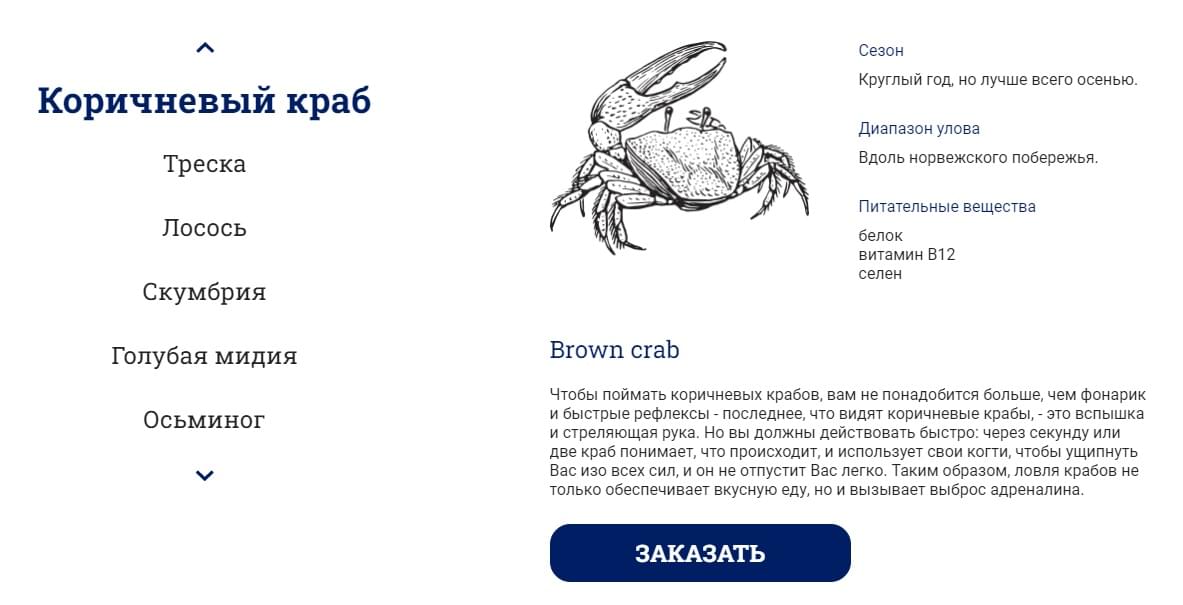 Коричневый краб
Треска
Лосось
Скумбрия
Голубая мидия
Осьминог
Сезон
Круглый год, но лучше всего осенью.
Диапазон улова
Вдоль норвежского побережья.
Питательные вещества
белок
витамин B12
селен
Brown crab
Чтобы поймать коричневых крабов, вам не понадобится больше, чем фонарик
и быстрые рефлексы - последнее, что видят коричневые крабы, - это вспышка
и стреляющая рука. Но вы должны действовать быстро: через секунду или
две краб понимает, что происходит, и использует свои когти, чтобы ущипнуть
Вас изо всех сил, и он не отпустит Вас легко. Таким образом, ловля крабов не
только обеспечивает вкусную еду, но и вызывает выброс адреналина.
ЗАКАЗАТЬ